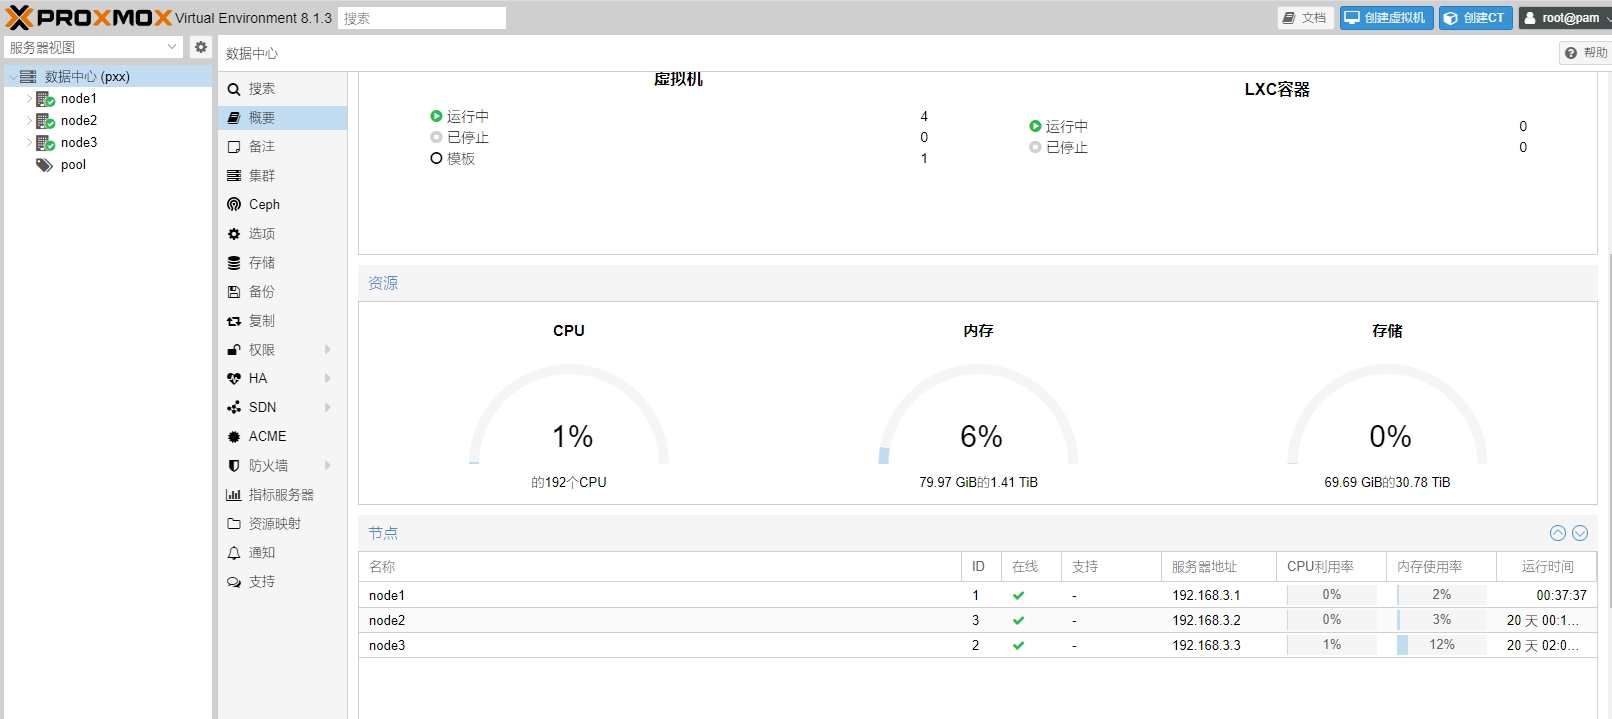 PROXMOX Virtual Environment 8.1.3 搜索 文档 创建虚拟机 创建CT root@pam
服务器视图
数据中心 帮助
数据中心 (pxx)
node1
node2
node3
pool
搜索
概要
备注
集群
Ceph
选项
存储
备份
复制
权限
HA
SDN
ACME
防火墙
指标服务器
资源映射
通知
支持
虚拟机
运行中 4
已停止 0
模板 1
LXC容器
运行中 0
已停止 0
资源
CPU
1%
的192个CPU
内存
6%
79.97 GiB的1.41 TiB
存储
0%
69.69 GiB的30.78 TiB
节点
名称 ID 在线 支持 服务器地址 CPU利用率 内存使用率 运行时间
node1 1 - 192.168.3.1 0% 2% 00:37:37
node2 3 - 192.168.3.2 0% 3% 20 天 00:1...
node3 2 - 192.168.3.3 1% 12% 20 天 02:0...